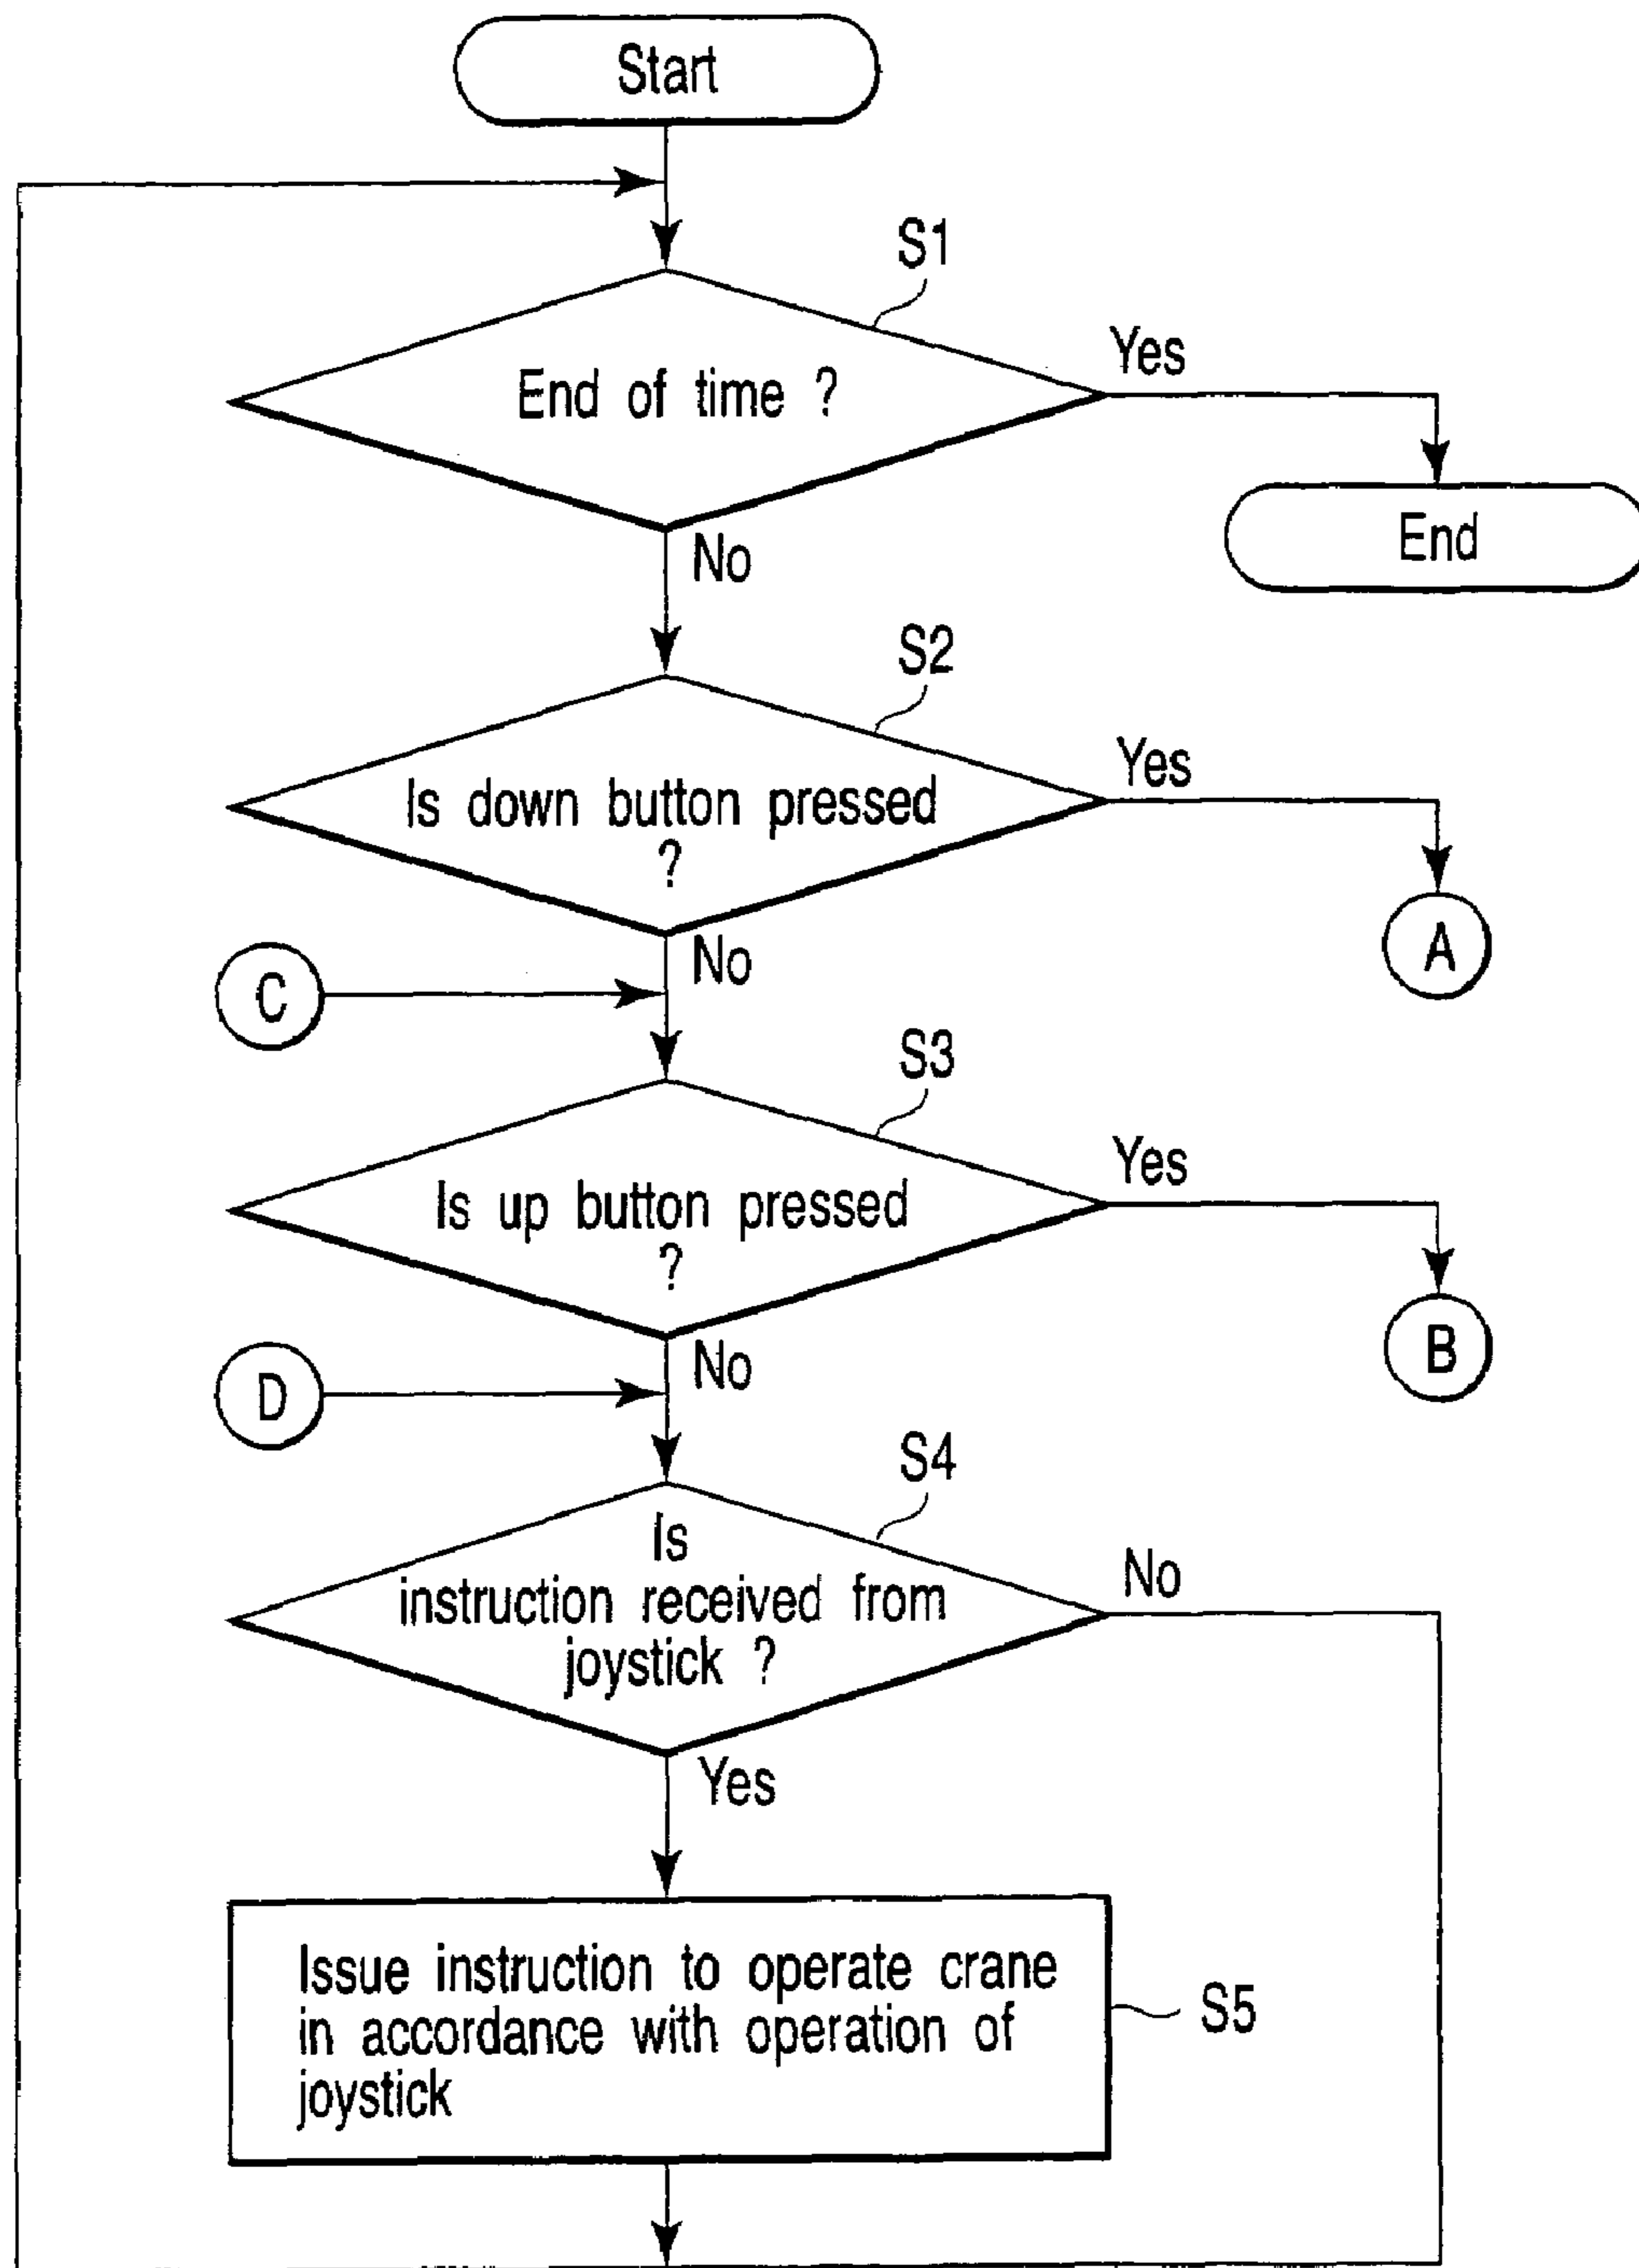 Start
S1
End of time ?
Yes
End
No
S2
Is down button pressed
?
Yes
A
No
C
S3
Is up button pressed
?
Yes
B
No
D
S4
Is
instruction received from
joystick ?
No
Yes
Issue instruction to operate crane
in accordance with operation of
joystick
S5